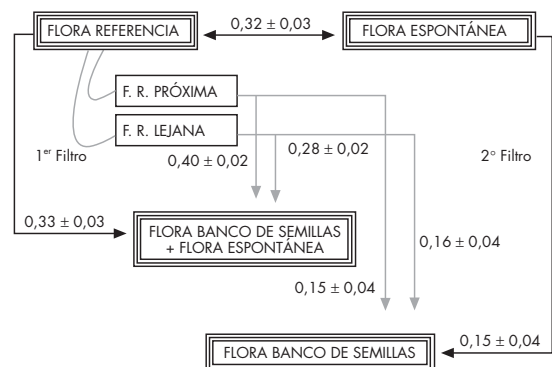 FLORA REFERENCIA
0,32 ± 0,03
FLORA ESPONTÁNEA
F. R. PRÓXIMA
F. R. LEJANA
1er Filtro
0,40 ± 0,02
0,28 ± 0,02
2° Filtro
0,33 ± 0,03
FLORA BANCO DE SEMILLAS
+ FLORA ESPONTÁNEA
0,16 ± 0,04
0,15 ± 0,04
FLORA BANCO DE SEMILLAS
0,15 ± 0,04